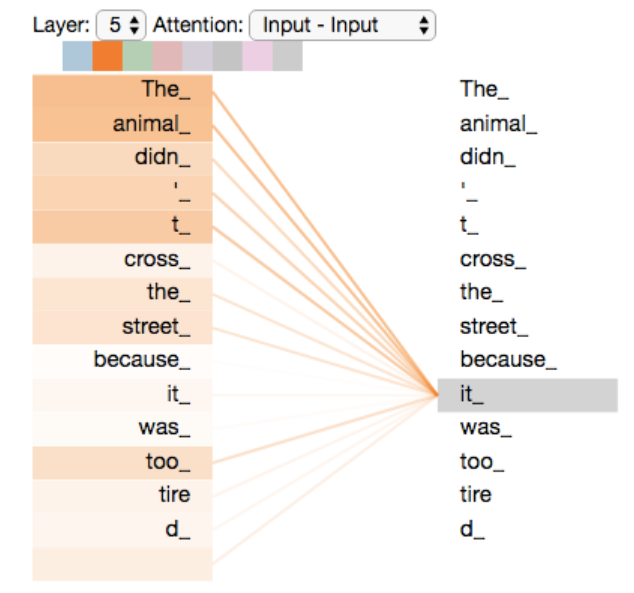 Layer: 5 Attention: Input - Input
The_ The_
animal_ animal_
didn_ didn_
'_ '_
t_ t_
cross_ cross_
the_ the_
street_ street_
because_ because_
it_ it_
was_ was_
too_ too_
tire tire
d_ d_